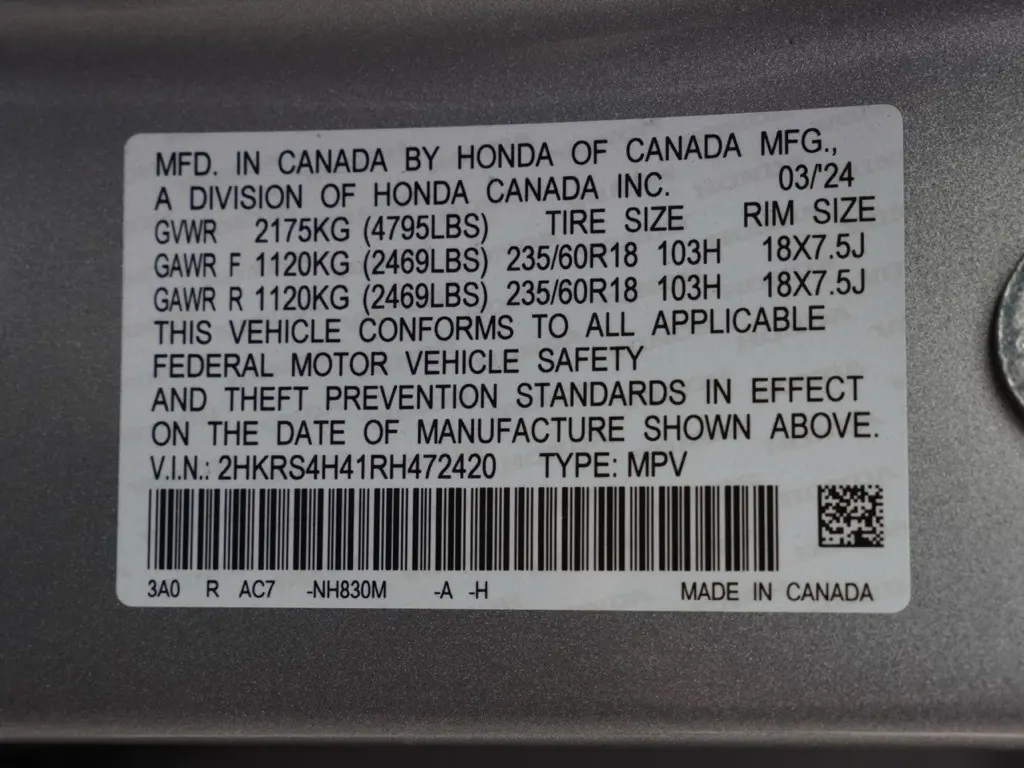 MFD. IN CANADA BY HONDA OF CANADA MFG.,
A DIVISION OF HONDA CANADA INC. 03/'24
GVWR 2175KG (4795LBS) TIRE SIZE RIM SIZE
GAWR F 1120KG (2469LBS) 235/60R18 103H 18X7.5J
GAWR R 1120KG (2469LBS) 235/60R18 103H 18X7.5J
THIS VEHICLE CONFORMS TO ALL APPLICABLE
FEDERAL MOTOR VEHICLE SAFETY
AND THEFT PREVENTION STANDARDS IN EFFECT
ON THE DATE OF MANUFACTURE SHOWN ABOVE.
V.I.N.: 2HKRS4H41RH472420 TYPE: MPV
3A0 R AC7 -NH830M -A -H MADE IN CANADA